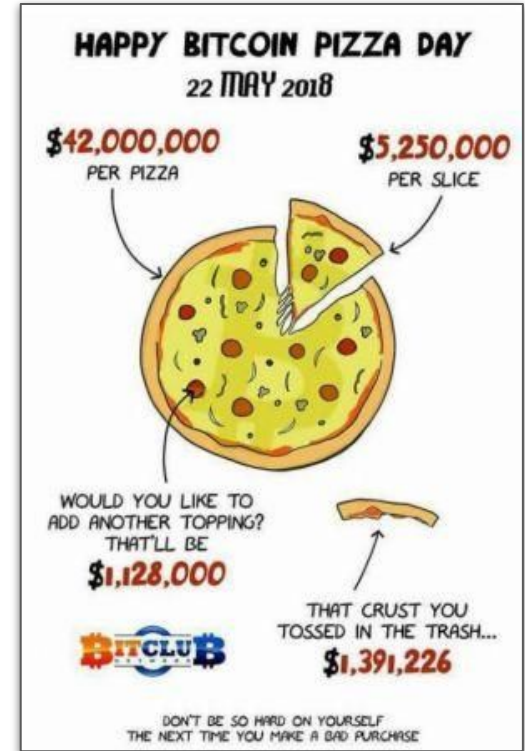 HAPPY BITCOIN PIZZA DAY
22 MAY 2018
$42,000,000
PER PIZZA
$5,250,000
PER SLICE
WOULD YOU LIKE TO
ADD ANOTHER TOPPING?
THAT'LL BE
$1,128,000
THAT CRUST YOU
TOSSED IN THE TRASH...
$1,391,226
BITCLUB
NETWORK
DON'T BE SO HARD ON YOURSELF
THE NEXT TIME YOU MAKE A BAD PURCHASE